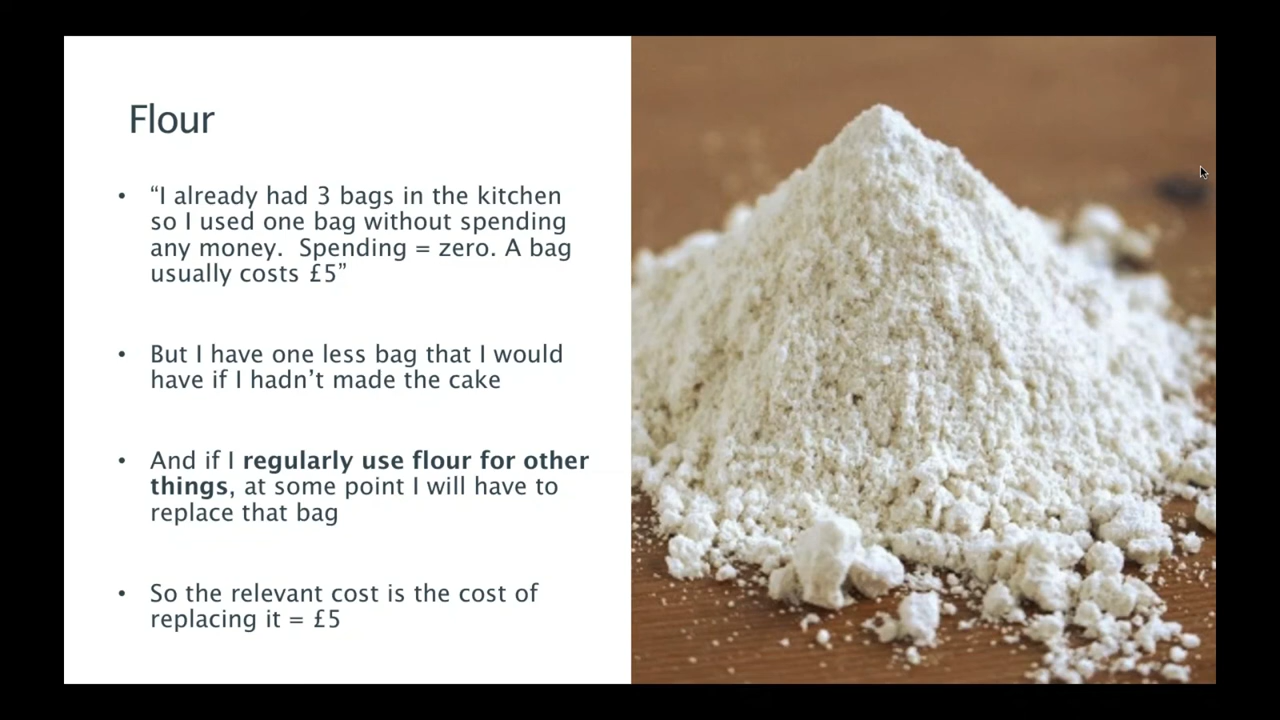 Flour
• “I already had 3 bags in the kitchen
so I used one bag without spending
any money.  Spending = zero. A bag
usually costs £5”
• But I have one less bag that I would
have if I hadn’t made the cake
• And if I regularly use flour for other
things, at some point I will have to
replace that bag
• So the relevant cost is the cost of
replacing it = £5